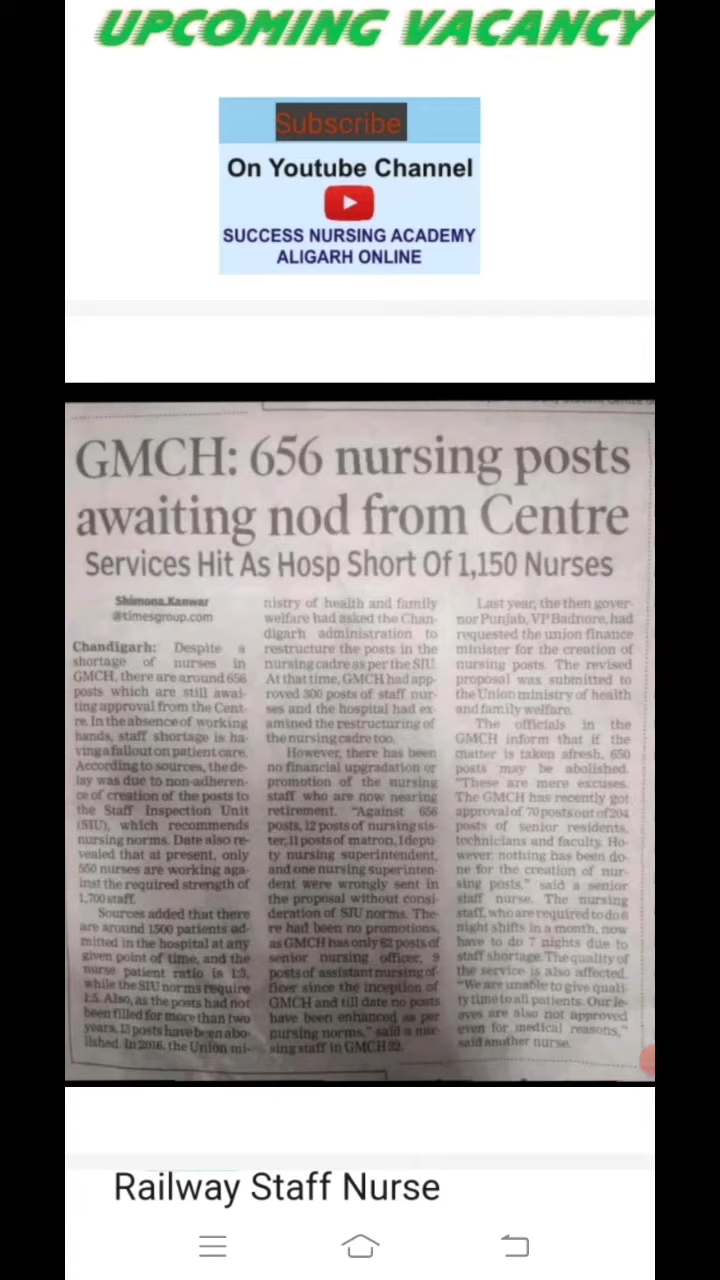 UPCOMING VACANCY
Subscribe
On Youtube Channel
SUCCESS NURSING ACADEMY
ALIGARH ONLINE
GMCH: 656 nursing posts
awaiting nod from Centre
Services Hit As Hosp Short Of 1,150 Nurses
Shimona.Kanwar
@timesgroup.com
Chandigarh: Despite a
shortage of nurses in
GMCH, there are around 656
posts which are still awai-
ting approval from the Cent-
re. In the absence of working
hands, staff shortage is ha-
ving a fallout on patient care.
According to sources, the de-
lay was due to non-adheren-
ce of creation of the posts to
the Staff Inspection Unit
(SIU), which recommends
nursing norms. Date also re-
vealed that at present, only
550 nurses are working aga-
inst the required strength of
1,700 staff.
Sources added that there
are around 1500 patients ad-
mitted in the hospital at any
given point of time, and the
nurse patient ratio is 1:3,
while the SIU norms require
1:5. Also, as the posts had not
been filled for more than two
years, 13 posts have been abo-
lished. In 2016, the Union mi-
nistry of health and family
welfare had asked the Chan-
digarh administration to
restructure the posts in the
nursing cadre as per the SIU.
At that time, GMCH had app-
roved 300 posts of staff nur-
ses and the hospital had ex-
amined the restructuring of
the nursing cadre too.
However, there has been
no financial upgradation or
promotion of the nursing
staff who are now nearing
retirement. "Against 656
posts, 12 posts of nursing sis-
ter, 11 posts of matron, 1 depu-
ty nursing superintendent,
and one nursing superinten-
dent were wrongly sent in
the proposal without consi-
deration of SIU norms. The-
re had been no promotions,
as GMCH has only 62 posts of
senior nursing officer, 9
posts of assistant nursing of-
ficer since the inception of
GMCH and till date no posts
have been enhanced as per
nursing norms," said a nur-
sing staff in GMCH 32.
Last year, the then gover-
nor Punjab, VP Badnore, had
requested the union finance
minister for the creation of
nursing posts. The revised
proposal was submitted to
the Union ministry of health
and family welfare.
The officials in the
GMCH inform that if the
matter is taken afresh, 650
posts may be abolished.
"These are mere excuses.
The GMCH has recently got
approval of 70 posts out of 204
posts of senior residents,
technicians and faculty. Ho-
wever, nothing has been do-
ne for the creation of nur-
sing posts," said a senior
staff nurse. The nursing
staff, who are required to do 6
night shifts in a month, now
have to do 7 nights due to
staff shortage. The quality of
the service is also affected.
"We are unable to give quali-
ty time to all patients. Our le-
aves are also not approved
even for medical reasons,"
said another nurse.
Railway Staff Nurse